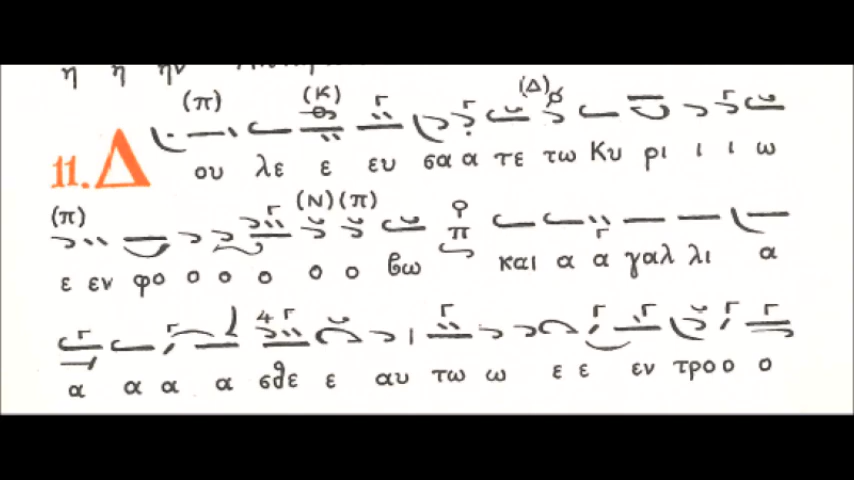 (π) (Κ) (Δ)
11. Δ ου λε ε ευ σα α τε τω Κυ ρι ι ι ω
(π) (Ν) (π)
ε εν φο ο ο ο ο ο βω π και α α γαλ λι α
α α α α σθε ε αυ τω ω ε ε εν τρο ο ο